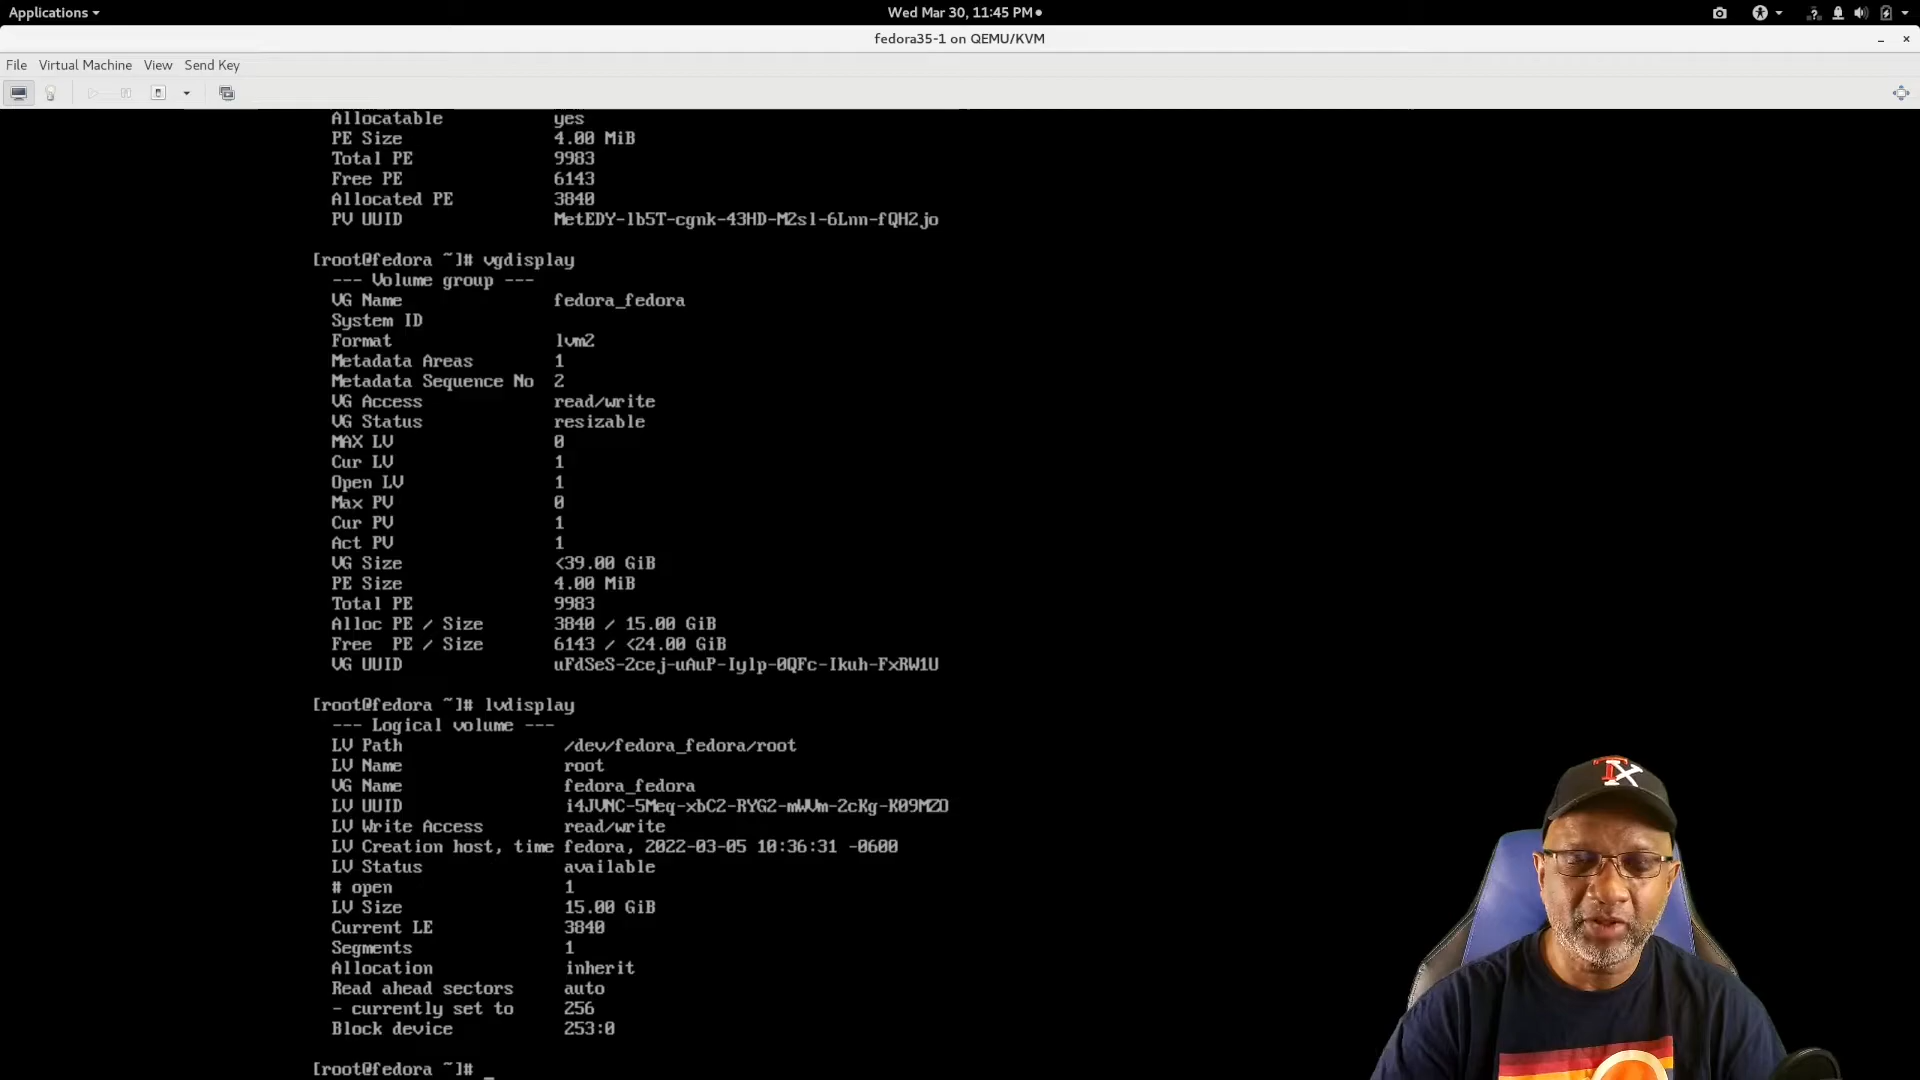 Applications
Wed Mar 30, 11:45 PM
fedora35-1 on QEMU/KVM
File Virtual Machine View Send Key
Allocatable yes
PE Size 4.00 MiB
Total PE 9983
Free PE 6143
Allocated PE 3840
PV UUID MetEDY-lb5T-cgnk-43HD-M2sl-6Lnn-fQH2jo
[root@fedora ~]# vgdisplay
--- Volume group ---
VG Name fedora_fedora
System ID
Format lvm2
Metadata Areas 1
Metadata Sequence No 2
VG Access read/write
VG Status resizable
MAX LV 0
Cur LV 1
Open LV 1
Max PV 0
Cur PV 1
Act PV 1
VG Size <39.00 GiB
PE Size 4.00 MiB
Total PE 9983
Alloc PE / Size 3840 / 15.00 GiB
Free PE / Size 6143 / <24.00 GiB
VG UUID uFdSeS-2cej-uAuP-Iylp-0QFc-Ikuh-FxRW1U
[root@fedora ~]# lvdisplay
--- Logical volume ---
LV Path /dev/fedora_fedora/root
LV Name root
VG Name fedora_fedora
LV UUID i4JVNC-5Meq-xbC2-RYG2-mWVm-2cKg-K09MZO
LV Write Access read/write
LV Creation host, time fedora, 2022-03-05 10:36:31 -0600
LV Status available
# open 1
LV Size 15.00 GiB
Current LE 3840
Segments 1
Allocation inherit
Read ahead sectors auto
- currently set to 256
Block device 253:0
[root@fedora ~]# _
TX